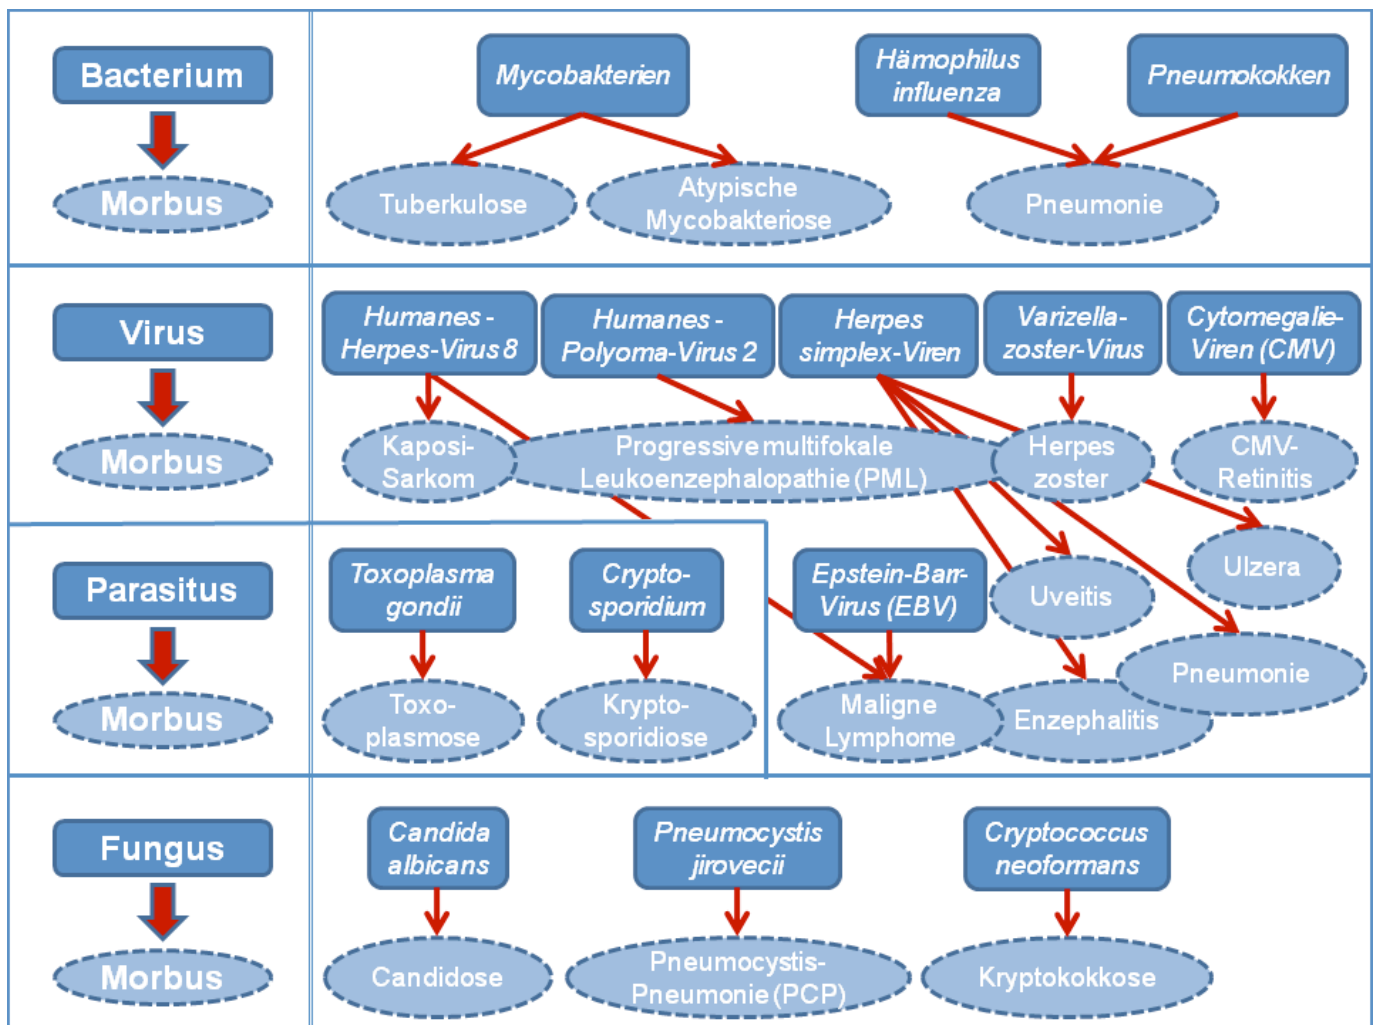 Bacterium
Morbus
Mycobakterien
Hämophilus
influenza
Pneumokokken
Tuberkulose
Atypische
Mycobakteriose
Pneumonie
Virus
Morbus
Humanes -
Herpes-Virus 8
Humanes -
Polyoma-Virus 2
Herpes
simplex-Viren
Varizella-
zoster-Virus
Cytomegalie-
Viren (CMV)
Kaposi-
Sarkom
Progressive multifokale
Leukoenzephalopathie (PML)
Herpes
zoster
CMV-
Retinitis
Ulzera
Uveitis
Pneumonie
Enzephalitis
Epstein-Barr-
Virus (EBV)
Maligne
Lymphome
Parasitus
Morbus
Toxoplasma
gondii
Crypto-
sporidium
Toxo-
plasmose
Krypto-
sporidiose
Fungus
Morbus
Candida
albicans
Pneumocystis
jirovecii
Cryptococcus
neoformans
Candidose
Pneumocystis-
Pneumonie (PCP)
Kryptokokkose